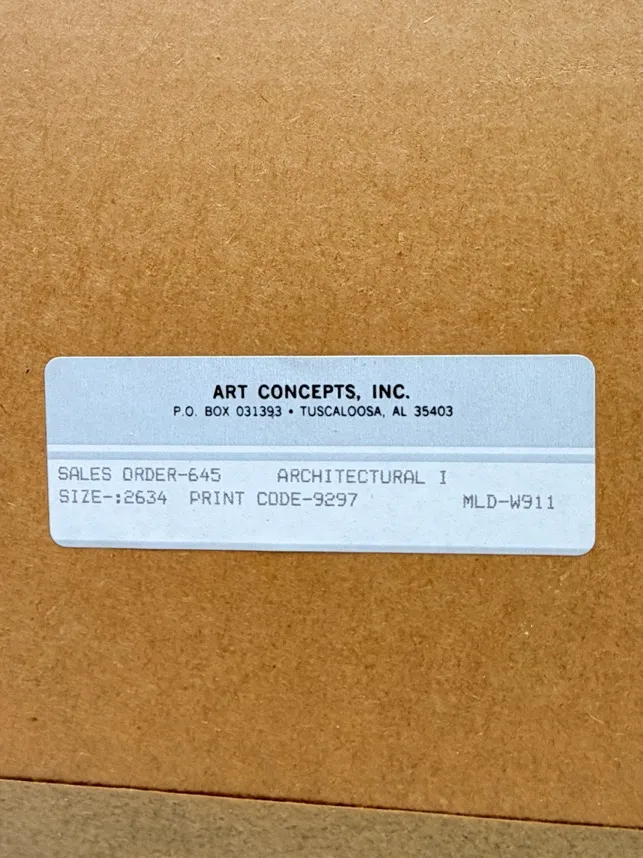 ART CONCEPTS, INC.
P.O. BOX 031393 • TUSCALOOSA, AL 35403
SALES ORDER-645 ARCHITECTURAL I
SIZE-:2634 PRINT CODE-9297 MLD-W911